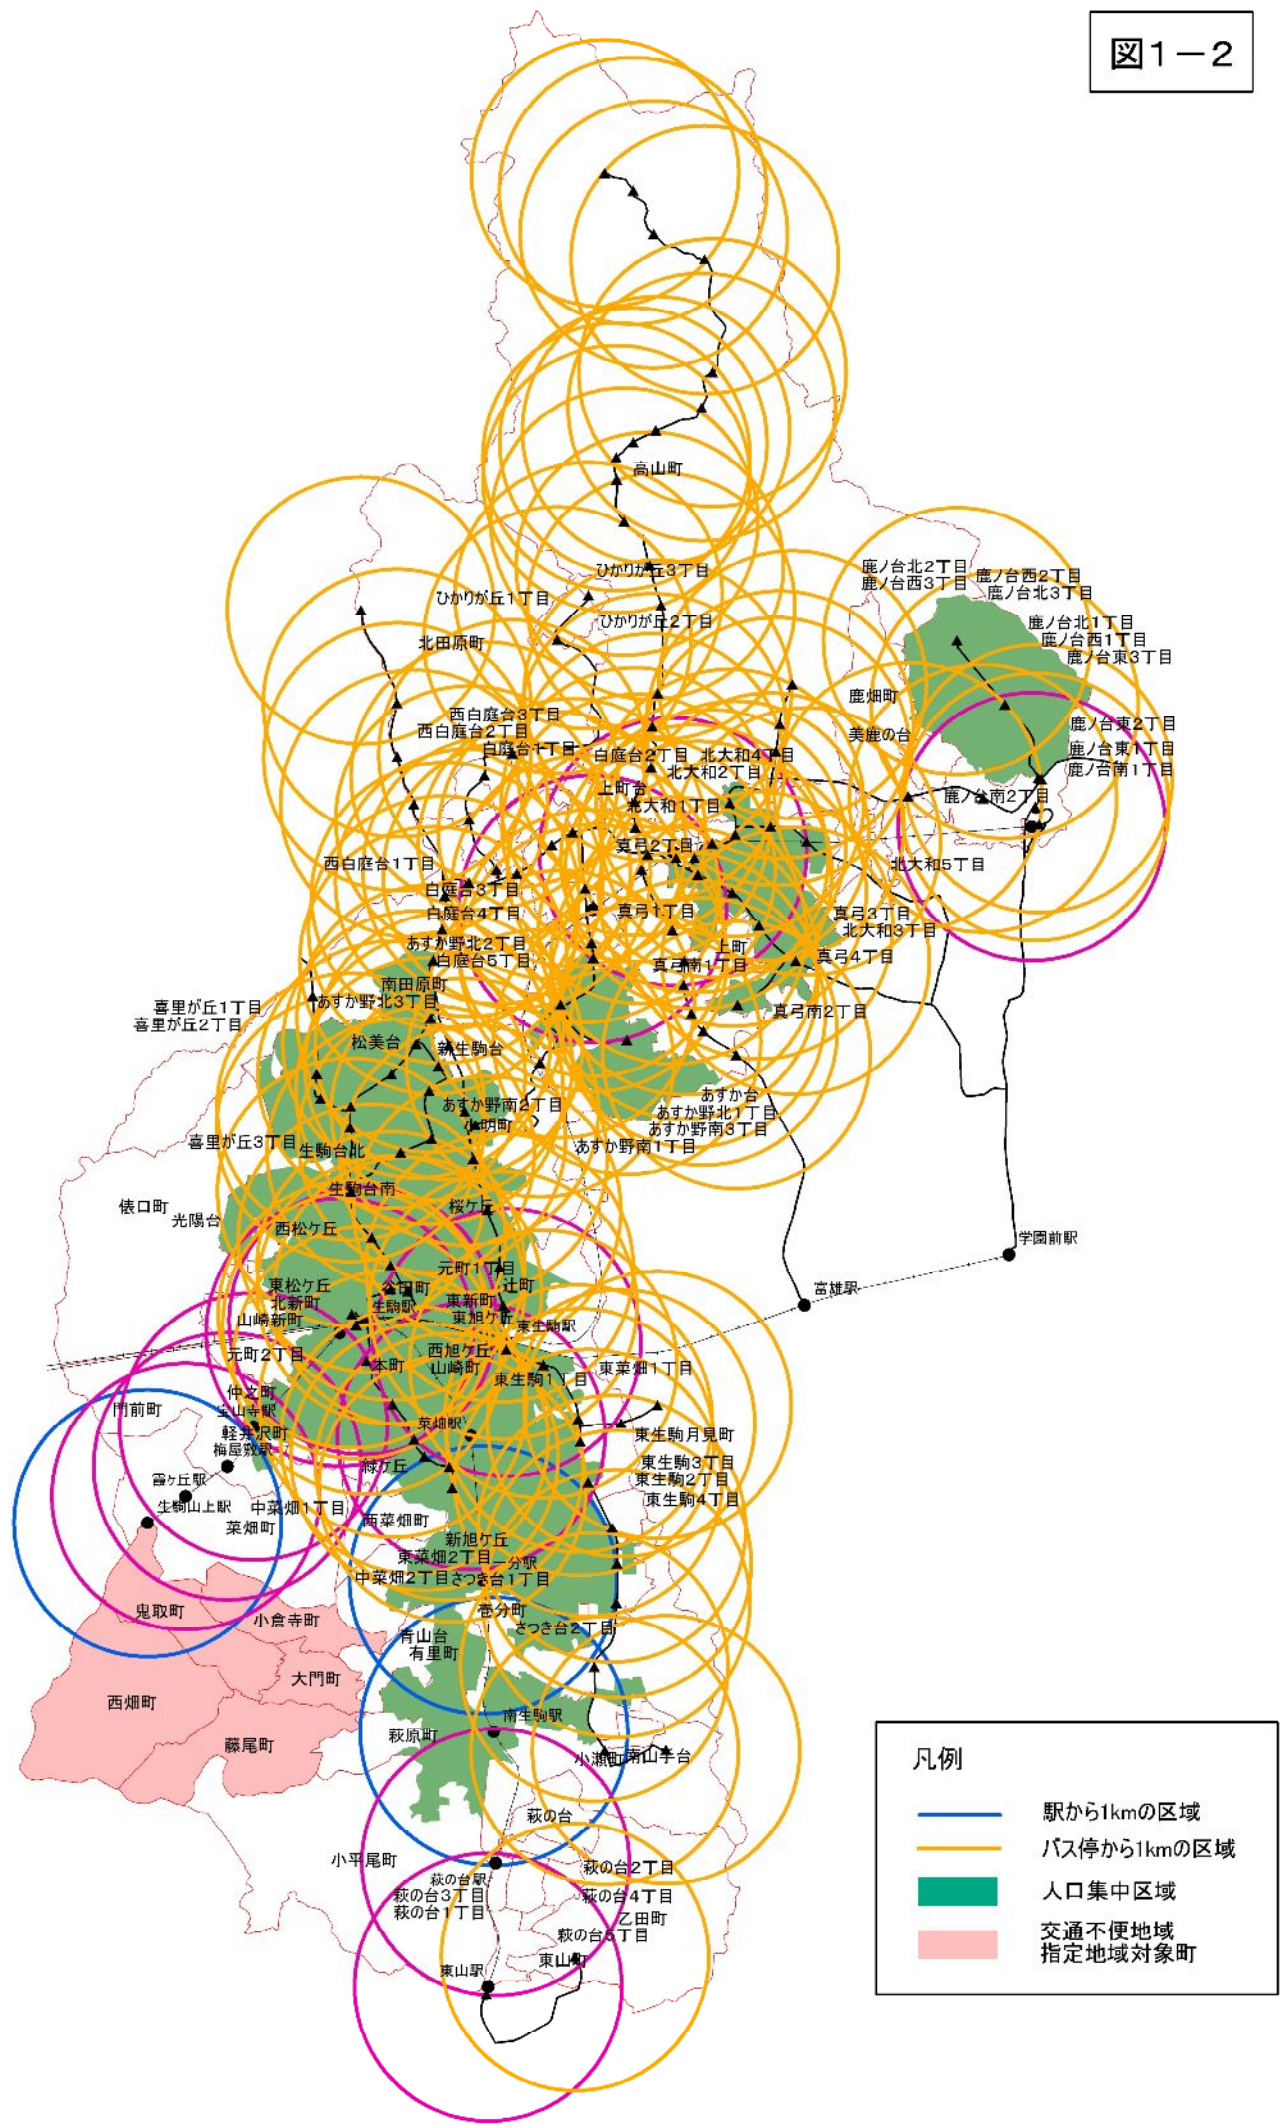 図1－2
高山町
ひかりが丘3丁目
ひかりが丘1丁目
ひかりが丘2丁目
北田原町
鹿ノ台北2丁目
鹿ノ台西3丁目
鹿ノ台西2丁目
鹿ノ台北3丁目
鹿ノ台北1丁目
鹿ノ台西1丁目
鹿ノ台東3丁目
鹿畑町
美鹿の台
鹿ノ台東2丁目
鹿ノ台東1丁目
鹿ノ台南1丁目
鹿ノ台南2丁目
西白庭台3丁目
西白庭台2丁目
白庭台1丁目
白庭台2丁目
北大和4丁目
北大和2丁目
上町台
北大和1丁目
真弓2丁目
西白庭台1丁目
北大和5丁目
白庭台3丁目
白庭台4丁目
真弓1丁目
真弓3丁目
北大和3丁目
あすか野北2丁目
白庭台5丁目
上町
真弓南1丁目
真弓4丁目
南田原町
あすか野北3丁目
喜里が丘1丁目
喜里が丘2丁目
真弓南2丁目
松美台
新生駒台
あすか台
あすか野北1丁目
あすか野南3丁目
あすか野南1丁目
あすか野南2丁目
小明町
喜里が丘3丁目
生駒台北
生駒台南
俵口町
光陽台
西松ケ丘
桜ケ丘
学園前駅
富雄駅
元町1丁目
東松ケ丘
北新町
山崎新町
谷田町
生駒駅
辻町
東新町
東旭ケ丘
東生駒駅
元町2丁目
本町
西旭ケ丘
山崎町
東生駒1丁目
東菜畑1丁目
仲之町
門前町
宝山寺駅
軽井沢町
梅屋敷駅
菜畑駅
東生駒月見町
緑ケ丘
東生駒3丁目
東生駒2丁目
東生駒4丁目
霞ヶ丘駅
生駒山上駅
中菜畑1丁目
菜畑町
西菜畑町
新旭ケ丘
東菜畑2丁目
一分駅
中菜畑2丁目
さつき台1丁目
壱分町
さつき台2丁目
鬼取町
小倉寺町
青山台
有里町
大門町
西畑町
藤尾町
萩原町
南生駒駅
小瀬町
南山手台
萩の台
小平尾町
萩の台駅
萩の台3丁目
萩の台1丁目
萩の台2丁目
萩の台4丁目
乙田町
萩の台5丁目
東山町
東山駅
凡例
駅から1kmの区域
バス停から1kmの区域
人口集中区域
交通不便地域
指定地域対象町